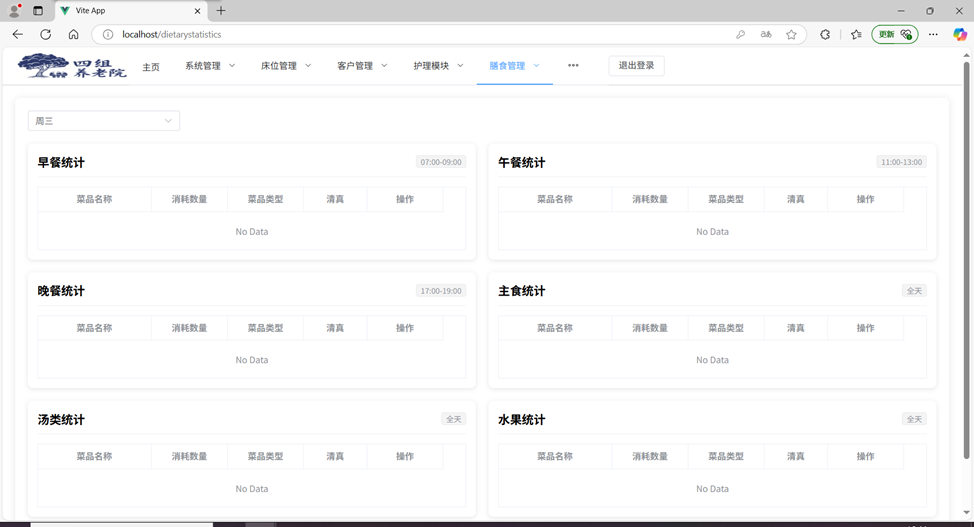 Vite App
localhost/dietarystatistics
更新
四组
养老院
主页 系统管理 床位管理 客户管理 护理模块 膳食管理 ••• 退出登录
周三
早餐统计 07:00-09:00
菜品名称 消耗数量 菜品类型 清真 操作
No Data
午餐统计 11:00-13:00
菜品名称 消耗数量 菜品类型 清真 操作
No Data
晚餐统计 17:00-19:00
菜品名称 消耗数量 菜品类型 清真 操作
No Data
主食统计 全天
菜品名称 消耗数量 菜品类型 清真 操作
No Data
汤类统计 全天
菜品名称 消耗数量 菜品类型 清真 操作
No Data
水果统计 全天
菜品名称 消耗数量 菜品类型 清真 操作
No Data